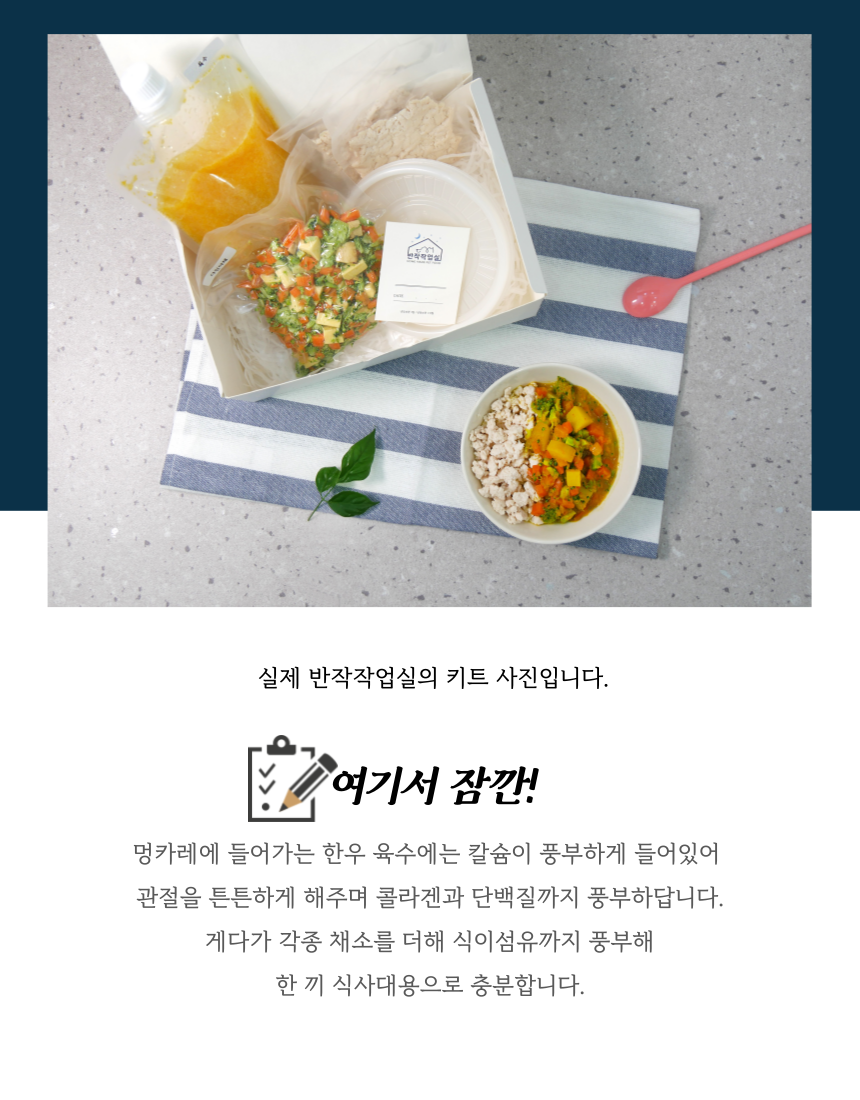 반작작업실
실제 반작작업실의 키트 사진입니다.
여기서 잠깐!
멍카레에 들어가는 한우 육수에는 칼슘이 풍부하게 들어있어
관절을 튼튼하게 해주며 콜라겐과 단백질까지 풍부하답니다.
게다가 각종 채소를 더해 식이섬유까지 풍부해
한 끼 식사대용으로 충분합니다.